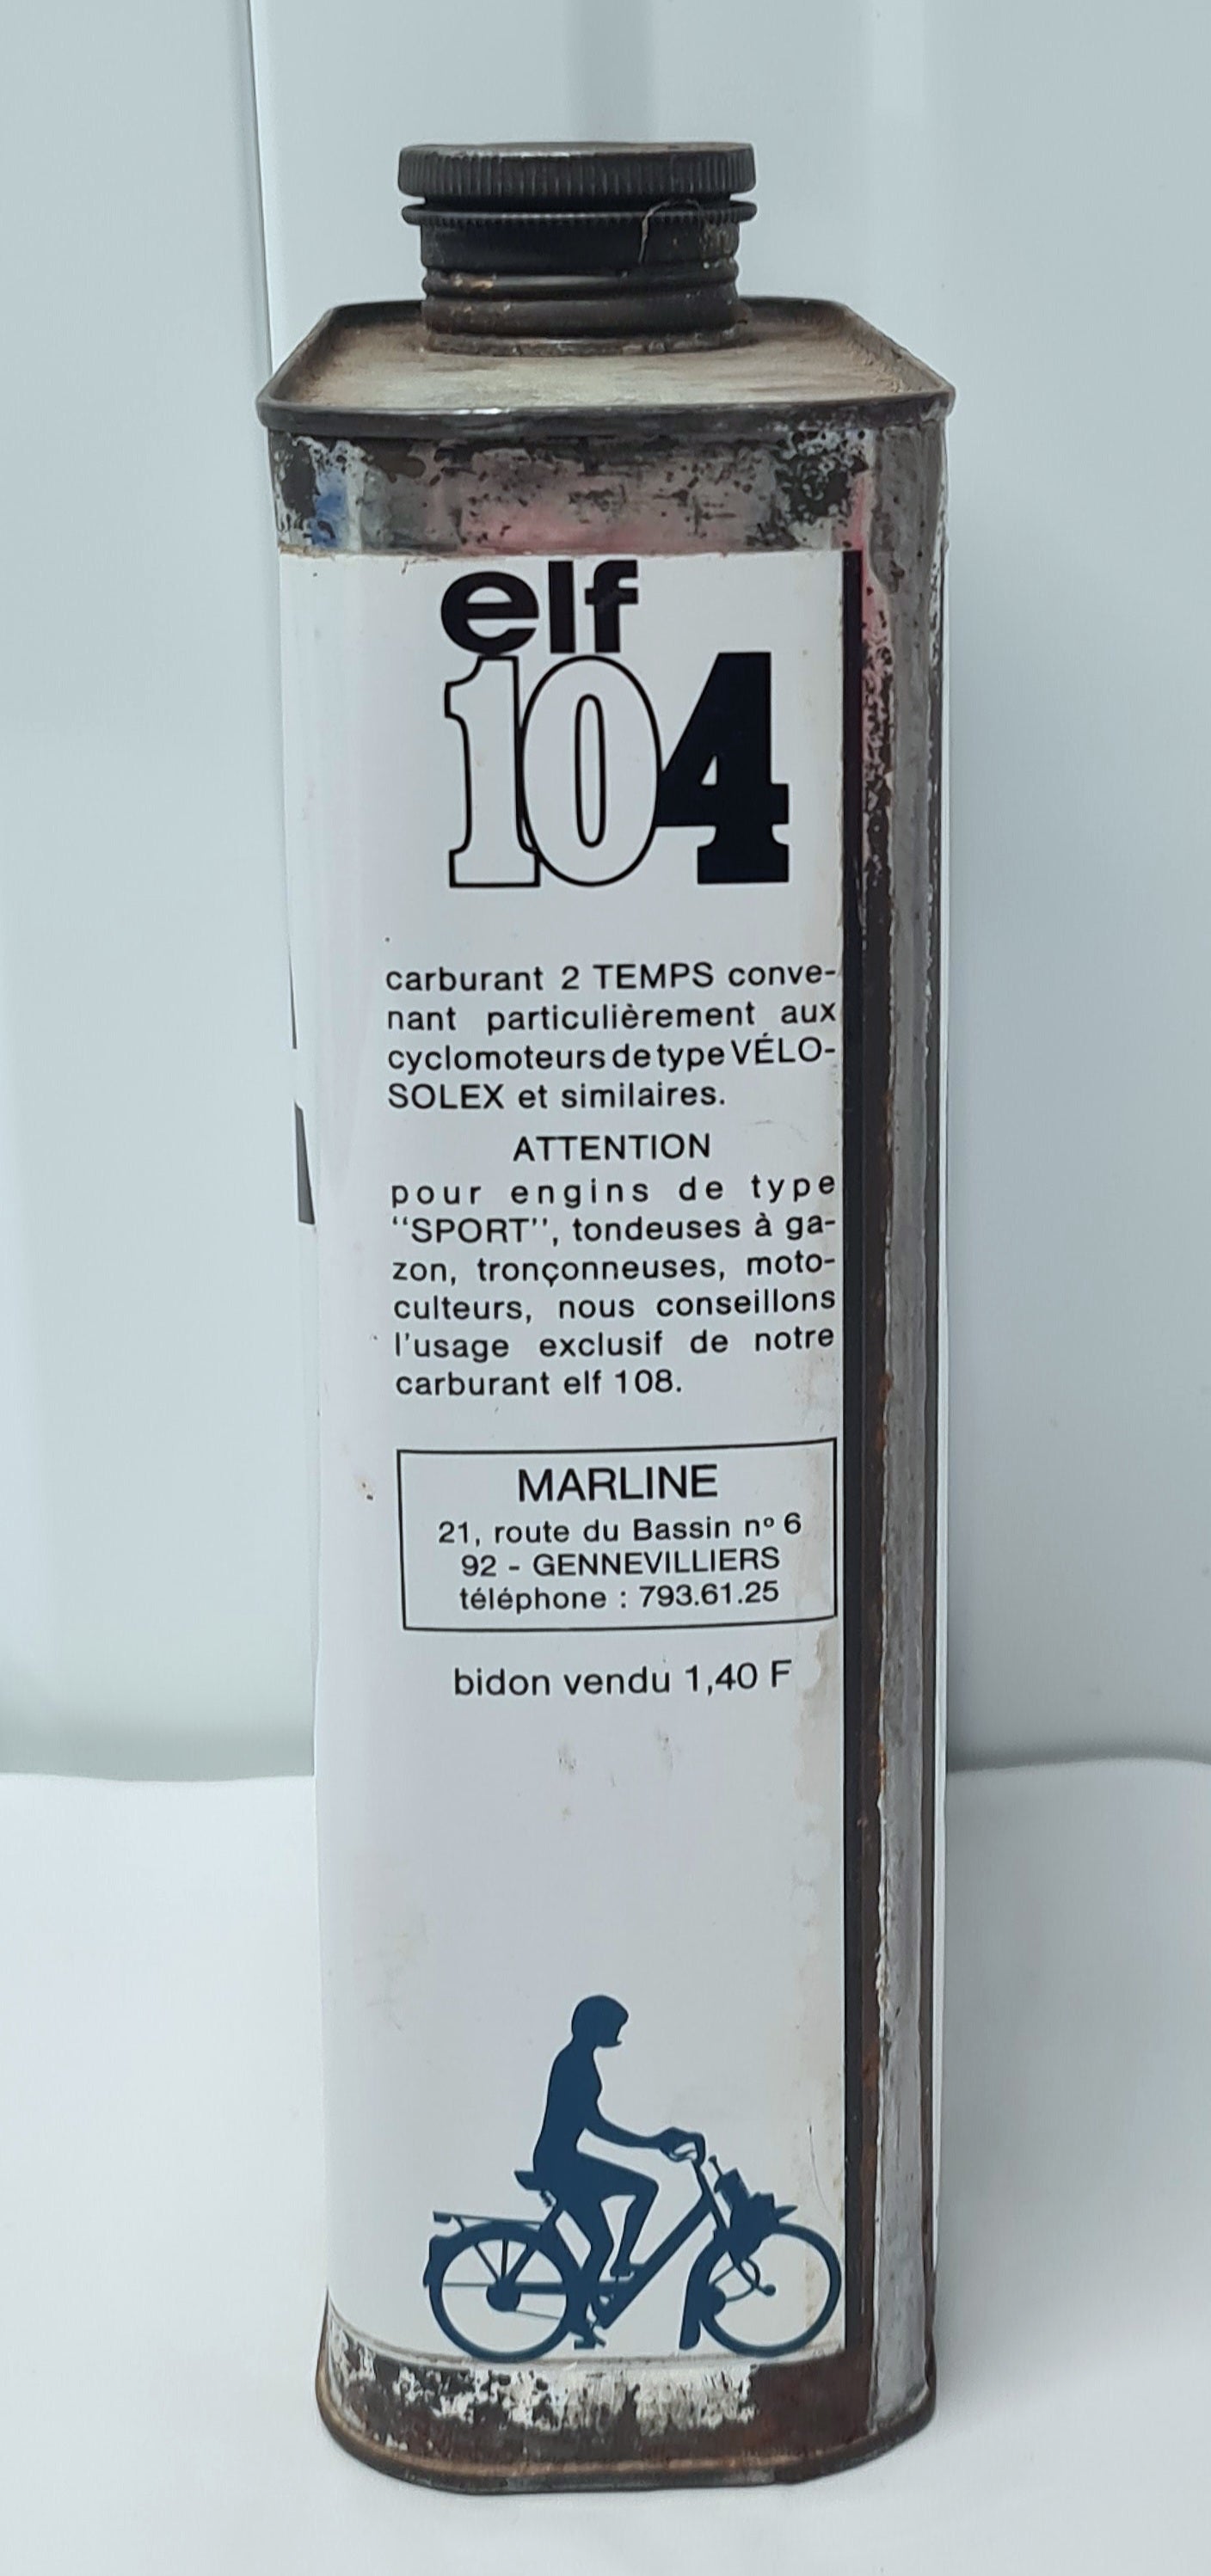 elf
104
carburant 2 TEMPS conve-
nant particulièrement aux
cyclomoteurs de type VÉLO-
SOLEX et similaires.
ATTENTION
pour engins de type
‘‘SPORT’’, tondeuses à ga-
zon, tronçonneuses, moto-
culteurs, nous conseillons
l'usage exclusif de notre
carburant elf 108.
MARLINE
21, route du Bassin nº 6
92 - GENNEVILLIERS
téléphone : 793.61.25
bidon vendu 1,40 F